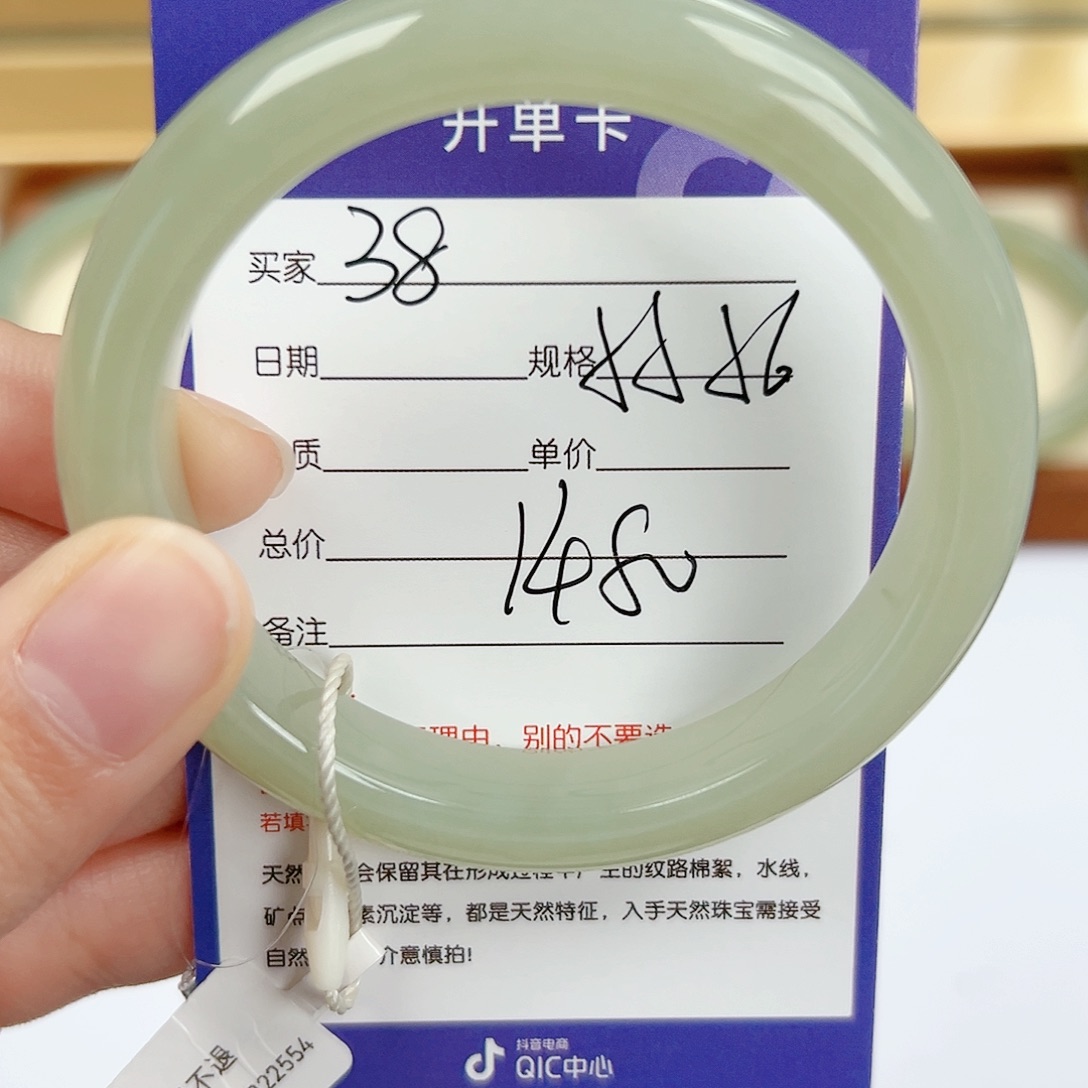 开单卡
买家 38
日期 规格
质 单价
总价 1480
备注
理由，别的不要选
若填
天然 会保留其在形成过程中产生的纹路棉絮，水线，
矿点 素沉淀等，都是天然特征，入手天然珠宝需接受
自然 介意慎拍!
抖音电商
QIC中心
不退
22554